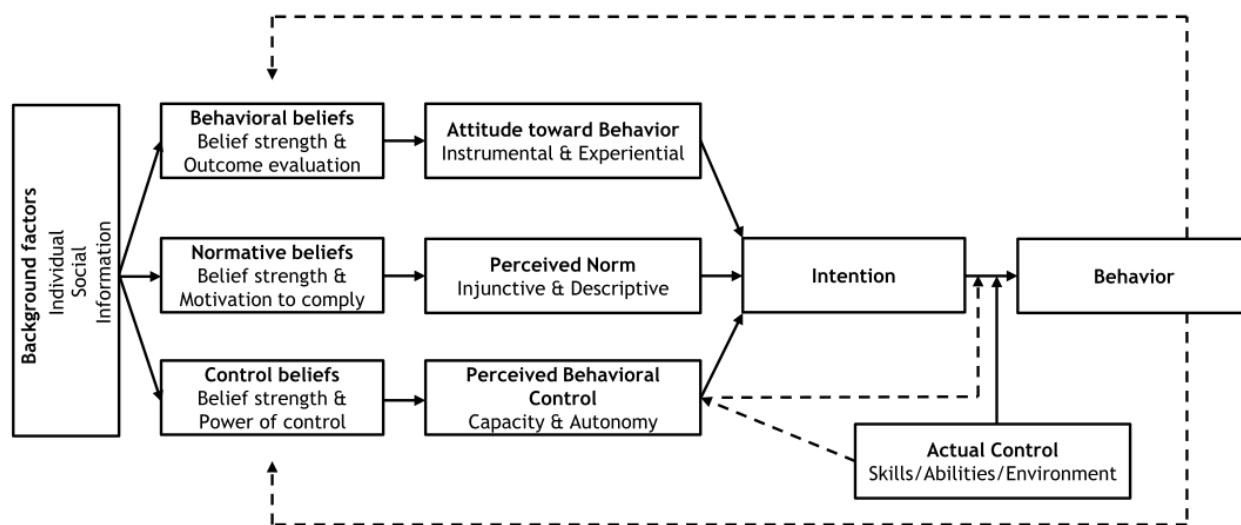 Background factors
Individual
Social
Information
Behavioral beliefs
Belief strength &
Outcome evaluation
Attitude toward Behavior
Instrumental & Experiential
Normative beliefs
Belief strength &
Motivation to comply
Perceived Norm
Injunctive & Descriptive
Intention
Behavior
Control beliefs
Belief strength &
Power of control
Perceived Behavioral
Control
Capacity & Autonomy
Actual Control
Skills/Abilities/Environment